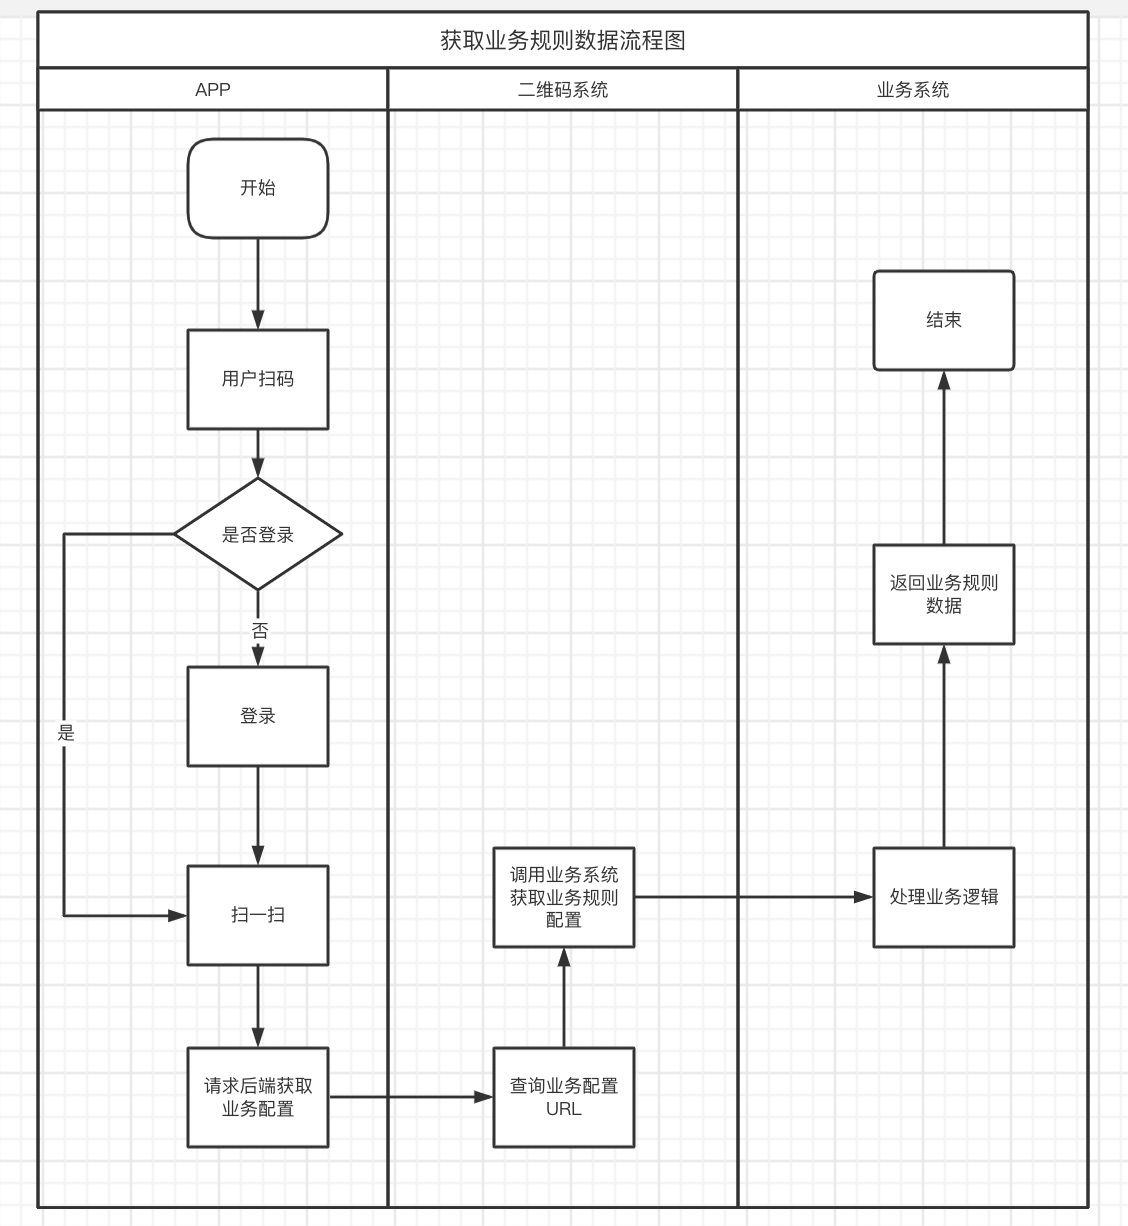 获取业务规则数据流程图
APP
二维码系统
业务系统
开始
用户扫码
是否登录
否
是
登录
扫一扫
请求后端获取
业务配置
查询业务配置
URL
调用业务系统
获取业务规则
配置
处理业务逻辑
返回业务规则
数据
结束